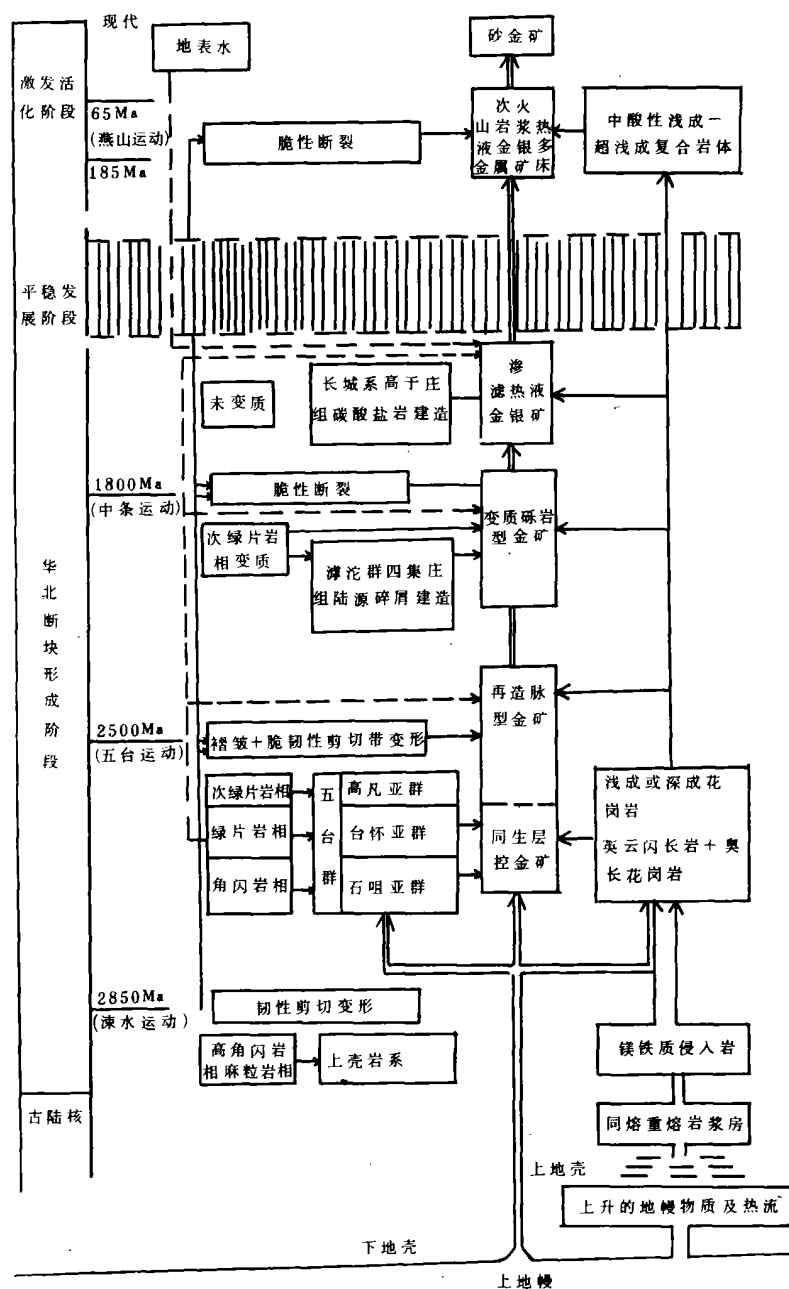 现代
地表水
砂金矿
激发活
化阶段
65Ma
(燕山运动)
185Ma
脆性断裂
次火
山岩浆热
液金银多
金属矿床
中酸性浅成一
超浅成复合岩体
平稳发
展阶段
未变质
长城系高于庄
组碳酸盐岩建造
渗
滤热液
金银矿
1800Ma
(中条运动)
脆性断裂
变质砾岩
型金矿
次绿片岩
相变质
滹沱群四集庄
组陆源碎屑建造
华北断块形成阶段
再造脉
型金矿
2500Ma
(五台运动)
褶皱+脆韧性剪切带变形
次绿片岩相
绿片岩相
角闪岩相
五台群
高凡亚群
台怀亚群
石咀亚群
同生层
控金矿
浅成或深成花
岗岩
英云闪长岩+奥
长花岗岩
2850Ma
(涑水运动)
韧性剪切变形
高角闪岩
相麻粒岩相
上壳岩系
镁铁质侵入岩
古陆核
同熔重熔岩浆房
上地壳
上升的地幔物质及热流
下地壳
上地幔